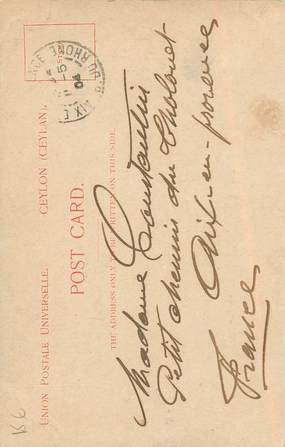 UNION POSTALE UNIVERSELLE. CEYLON (CEYLAN).
POST CARD.
THE ADDRESS ONLY TO BE WRITTEN ON THIS SIDE.
Madame Constantin
Petit chemin du Tholonet
Aix-en-provence
France